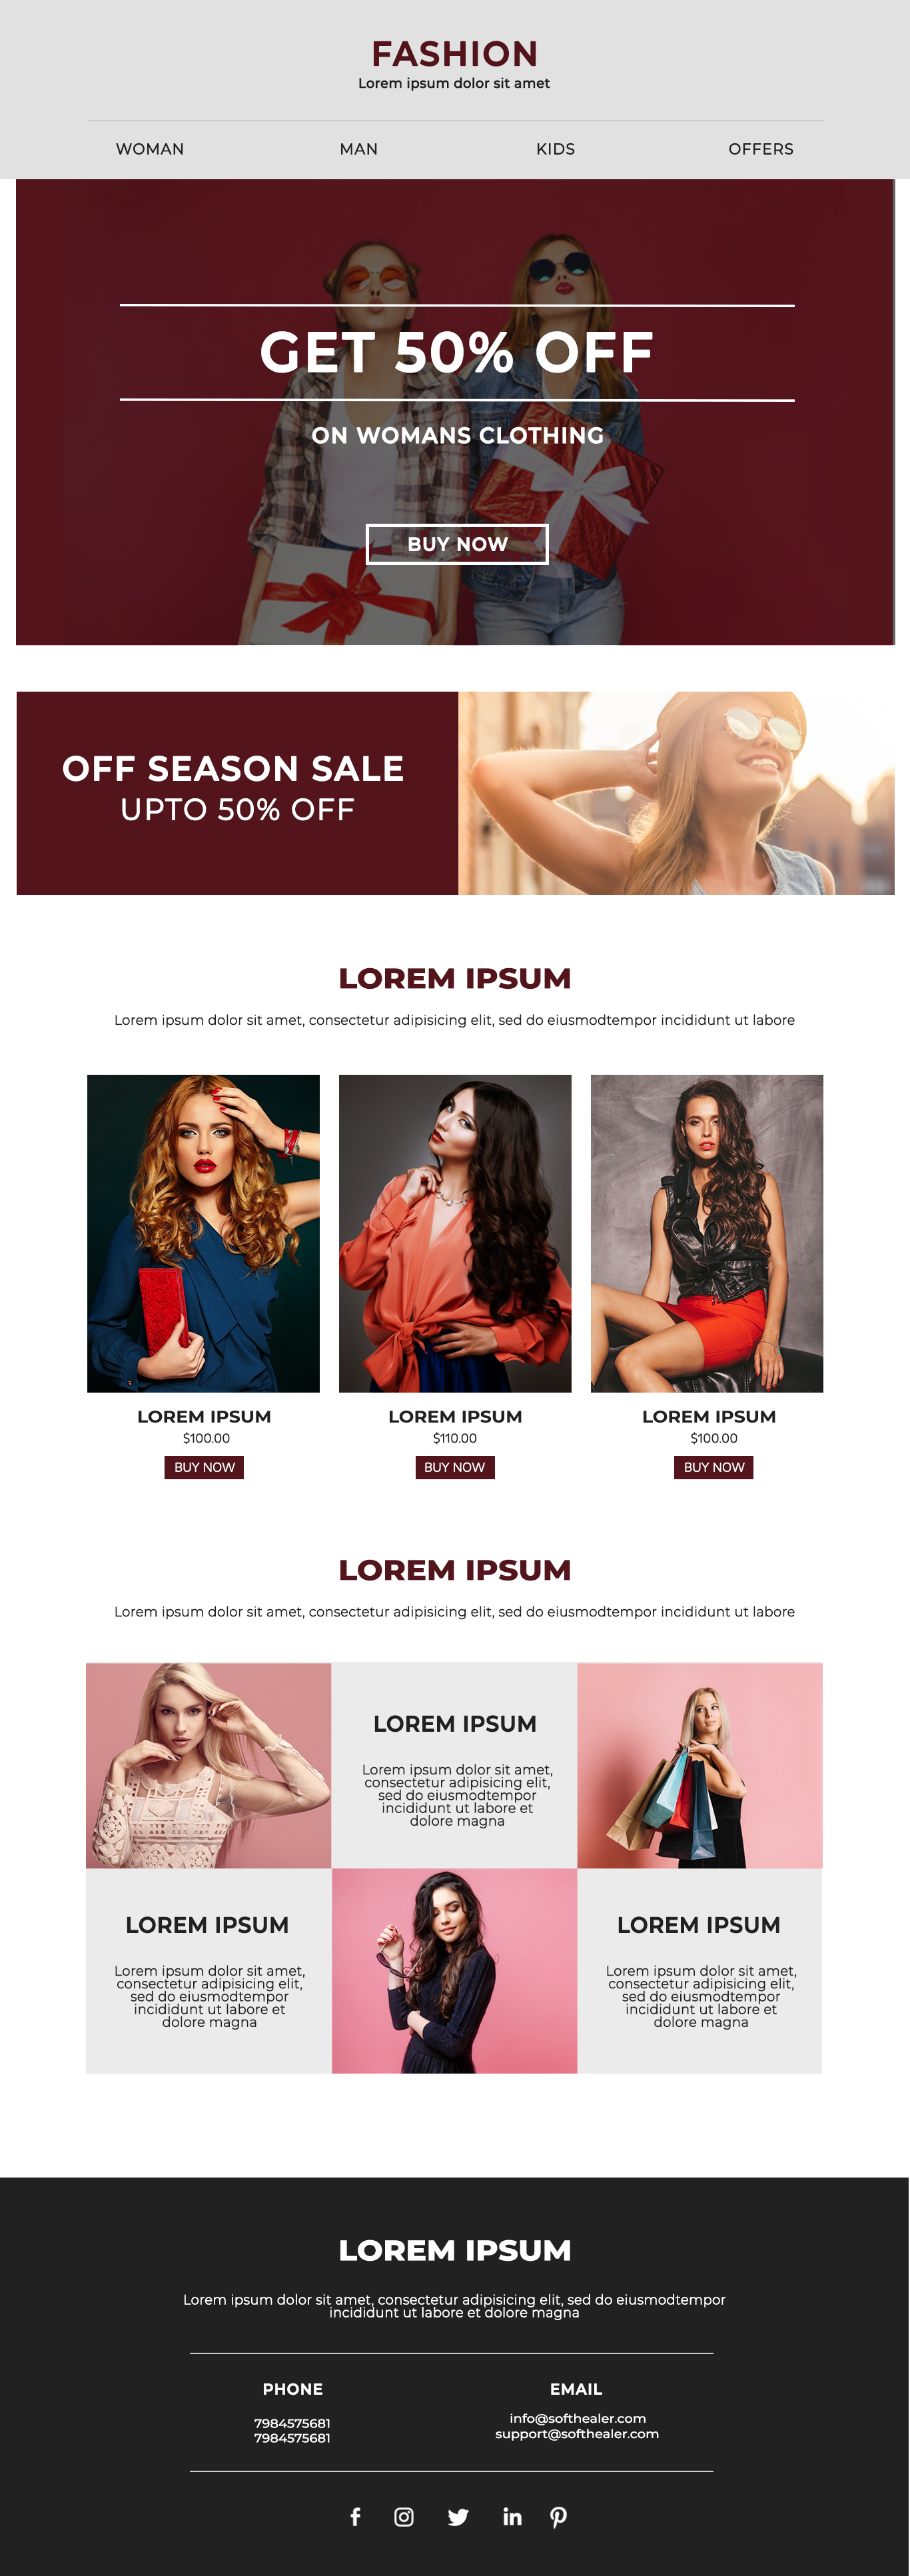 FASHION
Lorem ipsum dolor sit amet
WOMAN MAN KIDS OFFERS
GET 50% OFF
ON WOMANS CLOTHING
BUY NOW
OFF SEASON SALE
UPTO 50% OFF
LOREM IPSUM
Lorem ipsum dolor sit amet, consectetur adipisicing elit, sed do eiusmodtempor incididunt ut labore
LOREM IPSUM
$100.00
BUY NOW
LOREM IPSUM
$110.00
BUY NOW
LOREM IPSUM
$100.00
BUY NOW
LOREM IPSUM
Lorem ipsum dolor sit amet, consectetur adipisicing elit, sed do eiusmodtempor incididunt ut labore
LOREM IPSUM
Lorem ipsum dolor sit amet,
consectetur adipisicing elit,
sed do eiusmodtempor
incididunt ut labore et
dolore magna
LOREM IPSUM
Lorem ipsum dolor sit amet,
consectetur adipisicing elit,
sed do eiusmodtempor
incididunt ut labore et
dolore magna
LOREM IPSUM
Lorem ipsum dolor sit amet,
consectetur adipisicing elit,
sed do eiusmodtempor
incididunt ut labore et
dolore magna
LOREM IPSUM
Lorem ipsum dolor sit amet, consectetur adipisicing elit, sed do eiusmodtempor
incididunt ut labore et dolore magna
PHONE
7984575681
7984575681
EMAIL
info@softhealer.com
support@softhealer.com